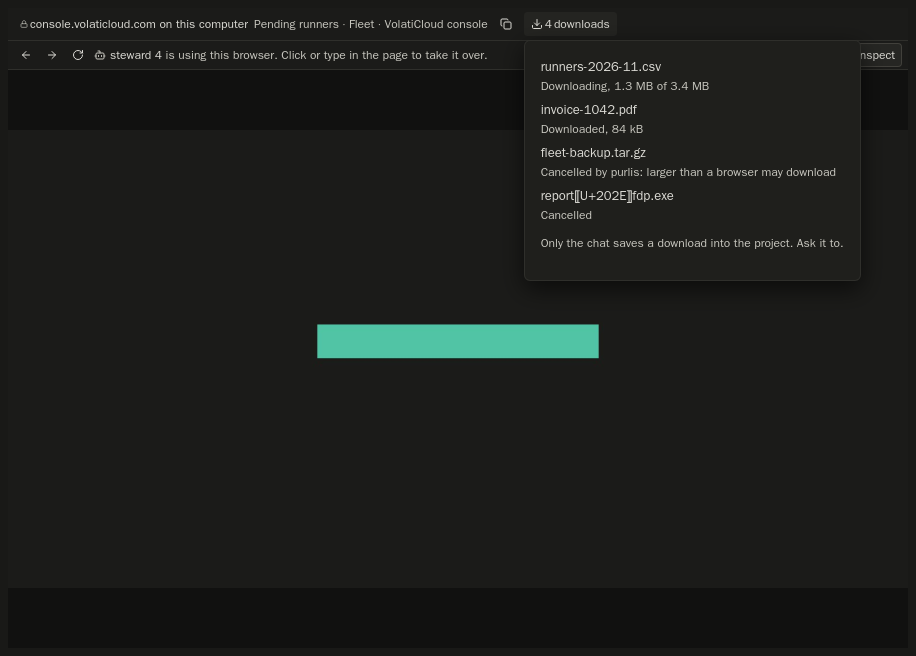 console.volaticloud.com on this computer Pending runners · Fleet · VolatiCloud console 4 downloads
steward 4 is using this browser. Click or type in the page to take it over. nspect
runners-2026-11.csv
Downloading, 1.3 MB of 3.4 MB
invoice-1042.pdf
Downloaded, 84 kB
fleet-backup.tar.gz
Cancelled by purlis: larger than a browser may download
report⟦U+202E⟧fdp.exe
Cancelled
Only the chat saves a download into the project. Ask it to.